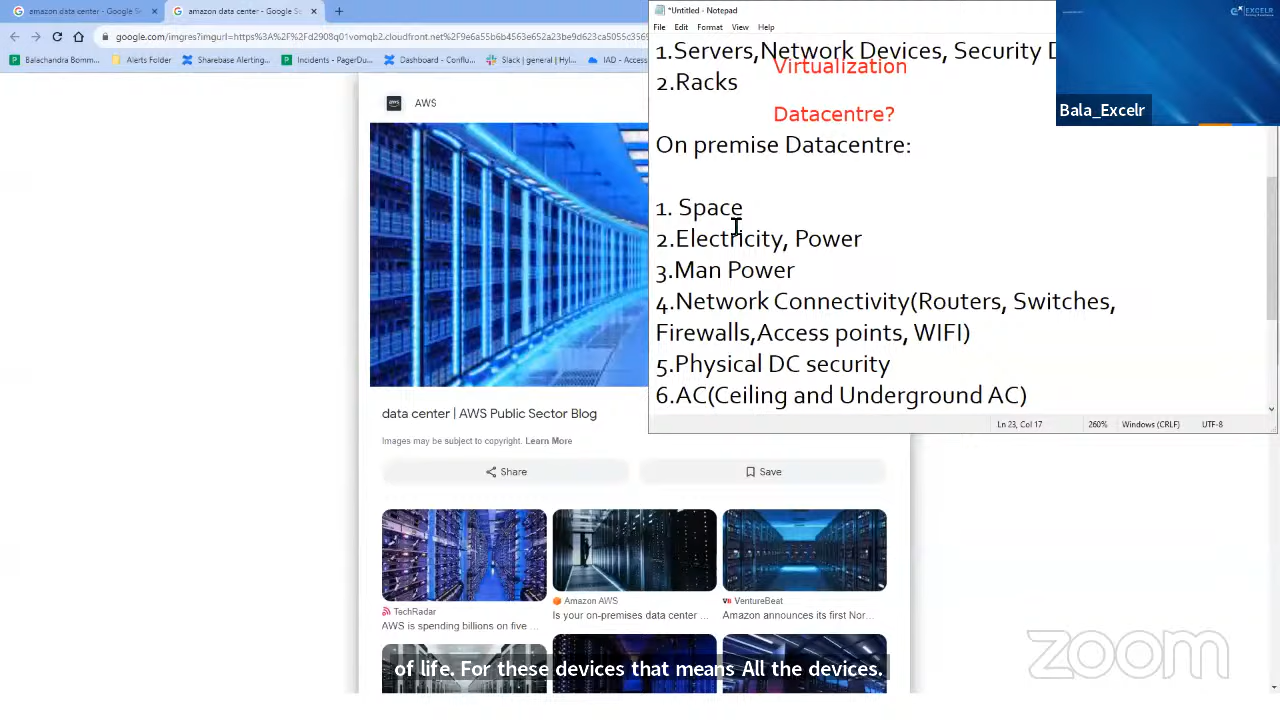 amazon data center - Google Se
amazon data center - Google Se
google.com/imgres?imgurl=https%3A%2F%2Fd2908q01vomqb2.cloudfront.net%2F9e6a55b6b4563e652a23be9d623ca
Balachandra Bommm...
Alerts Folder
Sharebase Alerting...
Incidents - PagerDu...
Dashboards - Conflu...
Slack | general | Hyl...
IAD - Access
AWS
data center | AWS Public Sector Blog
Images may be subject to copyright. Learn More
Share
Save
TechRadar
AWS is spending billions on five ...
Amazon AWS
Is your on-premises data center ...
VentureBeat
Amazon announces its first Nor...
*Untitled - Notepad
File Edit Format View Help
1.Servers,Network Devices, Security D
Virtualization
2.Racks
Datacentre?
On premise Datacentre:
1. Space
2.Electricity, Power
3.Man Power
4.Network Connectivity(Routers, Switches,
Firewalls,Access points, WIFI)
5.Physical DC security
6.AC(Ceiling and Underground AC)
Ln 23, Col 17
260%
Windows (CRLF)
UTF-8
EXCELR
Bala_Excelr
of life. For these devices that means All the devices.
zoom